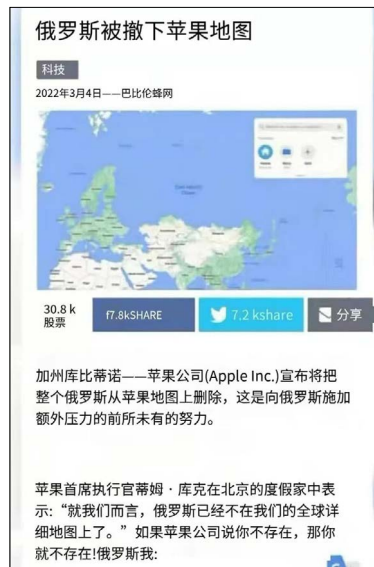 俄罗斯被撤下苹果地图
科技
2022年3月4日——巴比伦蜂网
30.8 k
股票
f7.8kSHARE
7.2 kshare
分享
加州库比蒂诺——苹果公司(Apple Inc.)宣布将把
整个俄罗斯从苹果地图上删除，这是向俄罗斯施加
额外压力的前所未有的努力。
苹果首席执行官蒂姆·库克在北京的度假家中表
示:“就我们而言，俄罗斯已经不在我们的全球详
细地图上了。”如果苹果公司说你不存在，那你
就不存在!俄罗斯我: